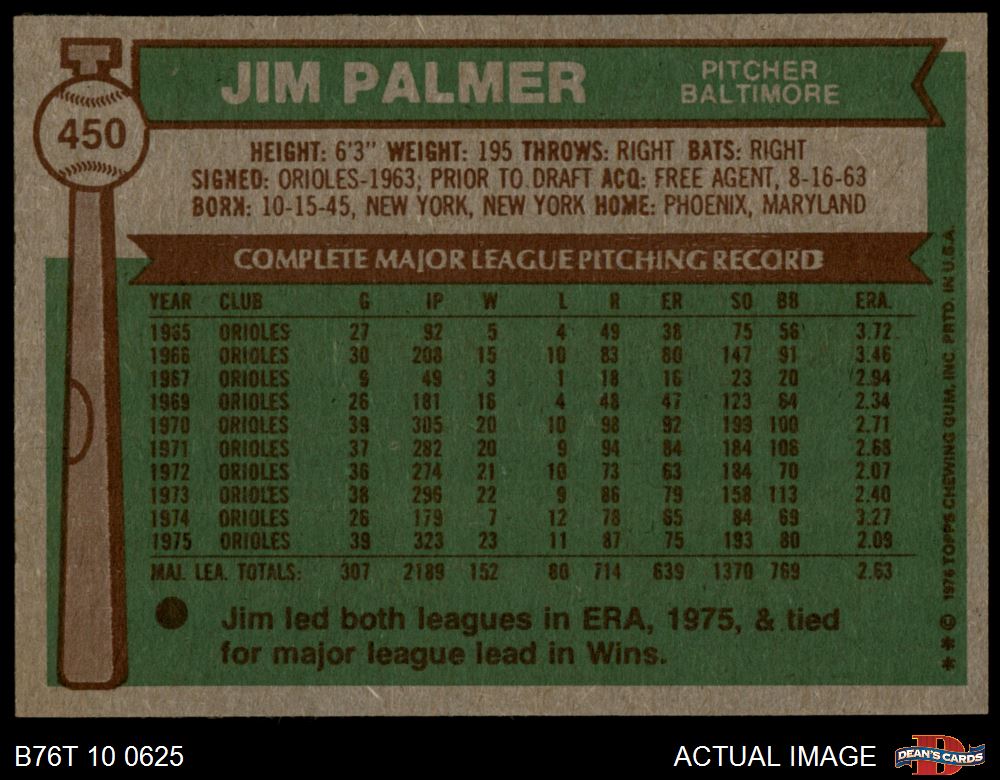 JIM PALMER
PITCHER
BALTIMORE
450
HEIGHT: 6'3" WEIGHT: 195 THROWS: RIGHT BATS: RIGHT
SIGNED: ORIOLES-1963; PRIOR TO DRAFT ACQ: FREE AGENT, 8-16-63
BORN: 10-15-45, NEW YORK, NEW YORK HOME: PHOENIX, MARYLAND
COMPLETE MAJOR LEAGUE PITCHING RECORD
YEAR CLUB G IP W L R ER SO BB ERA.
1965 ORIOLES 27 92 5 4 49 38 75 56 3.72
1966 ORIOLES 30 208 15 10 83 80 147 91 3.46
1967 ORIOLES 9 49 3 1 18 16 23 20 2.94
1969 ORIOLES 26 181 16 4 48 47 123 64 2.34
1970 ORIOLES 39 305 20 10 98 92 199 100 2.71
1971 ORIOLES 37 282 20 9 94 84 184 106 2.68
1972 ORIOLES 36 274 21 10 73 63 184 70 2.07
1973 ORIOLES 38 296 22 9 86 79 158 113 2.40
1974 ORIOLES 26 179 7 12 78 65 84 69 3.27
1975 ORIOLES 39 323 23 11 87 75 193 80 2.09
MAJ. LEA. TOTALS: 307 2189 152 80 714 639 1370 769 2.63
Jim led both leagues in ERA, 1975, & tied
for major league lead in Wins.
* * © 1976 TOPPS CHEWING GUM, INC. PRTD. IN U.S.A.
B76T 10 0625
ACTUAL IMAGE
DEAN'S CARDS